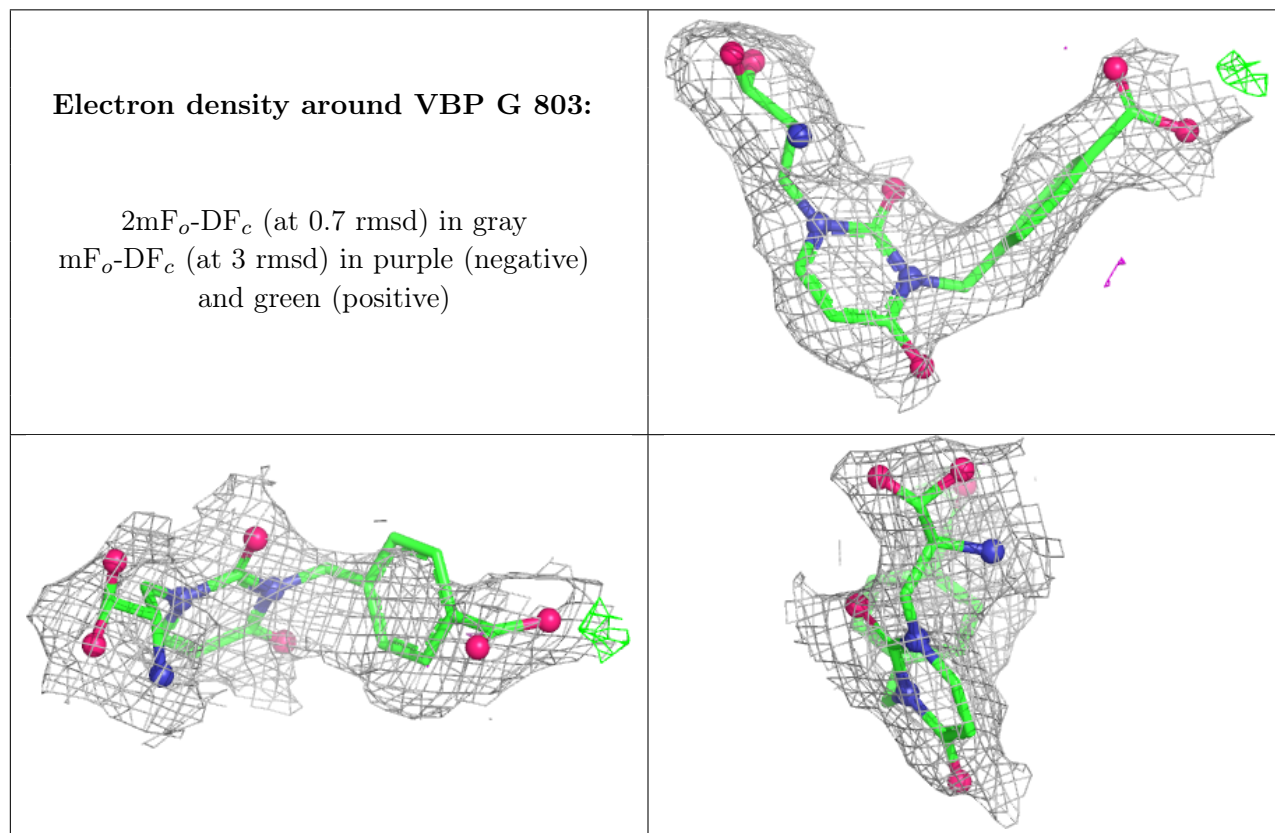 Electron density around VBP G 803:
2mFo-DFc (at 0.7 rmsd) in gray
mFo-DFc (at 3 rmsd) in purple (negative)
and green (positive)